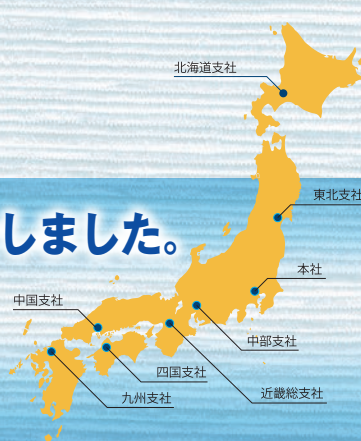 北海道支社
東北支社
しました。
本社
中国支社
中部支社
四国支社
近畿総支社
九州支社